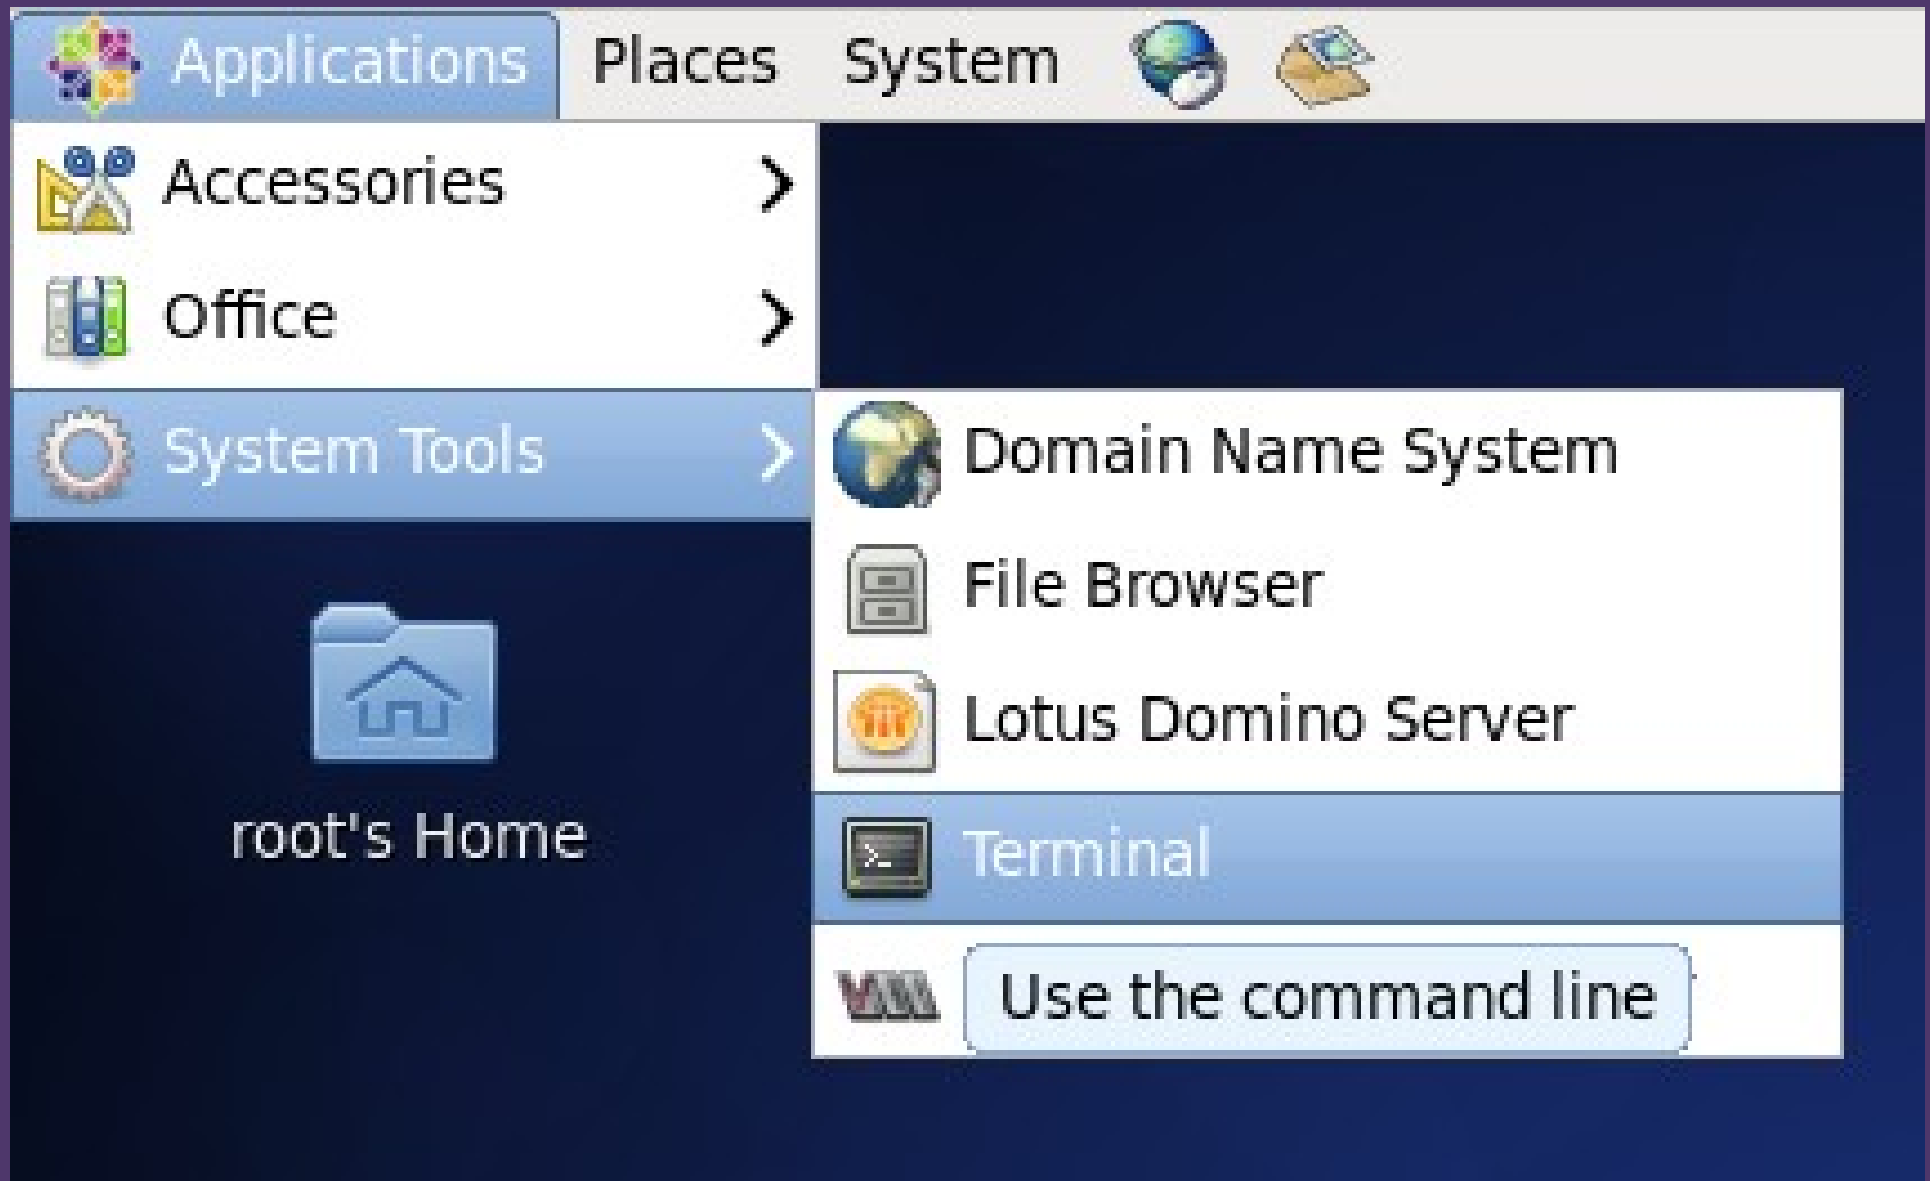 Applications Places System
Accessories
Office
System Tools
Domain Name System
File Browser
Lotus Domino Server
Terminal
Use the command line
root's Home